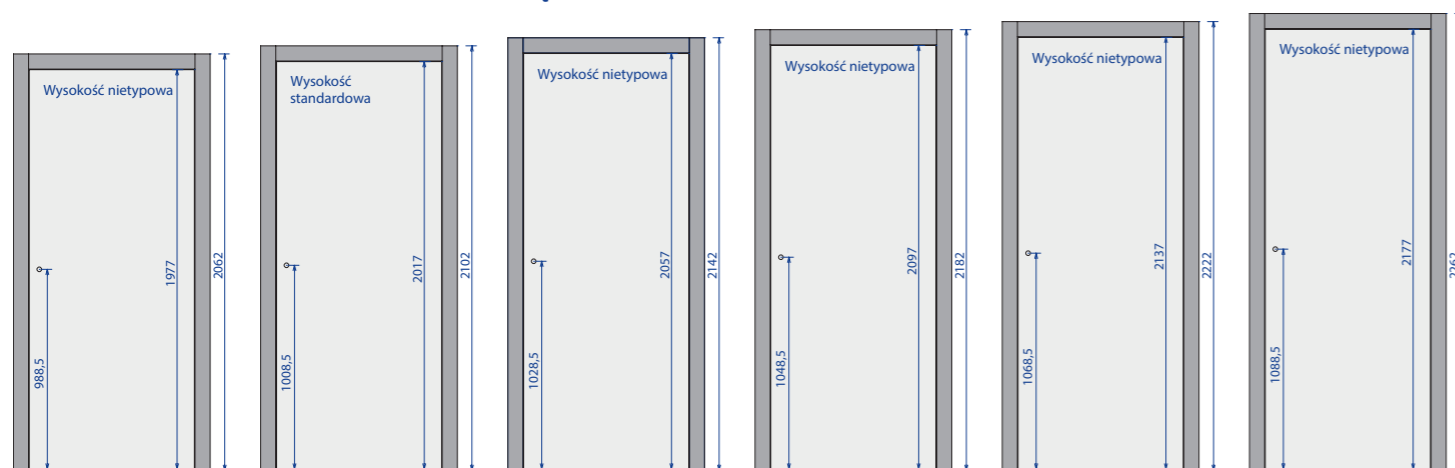 Wysokość nietypowa
1977
2062
988,5
Wysokość
standardowa
2017
2102
1008,5
Wysokość nietypowa
2057
2142
1028,5
Wysokość nietypowa
2097
2182
1048,5
Wysokość nietypowa
2137
2222
1068,5
Wysokość nietypowa
2177
2262
1088,5